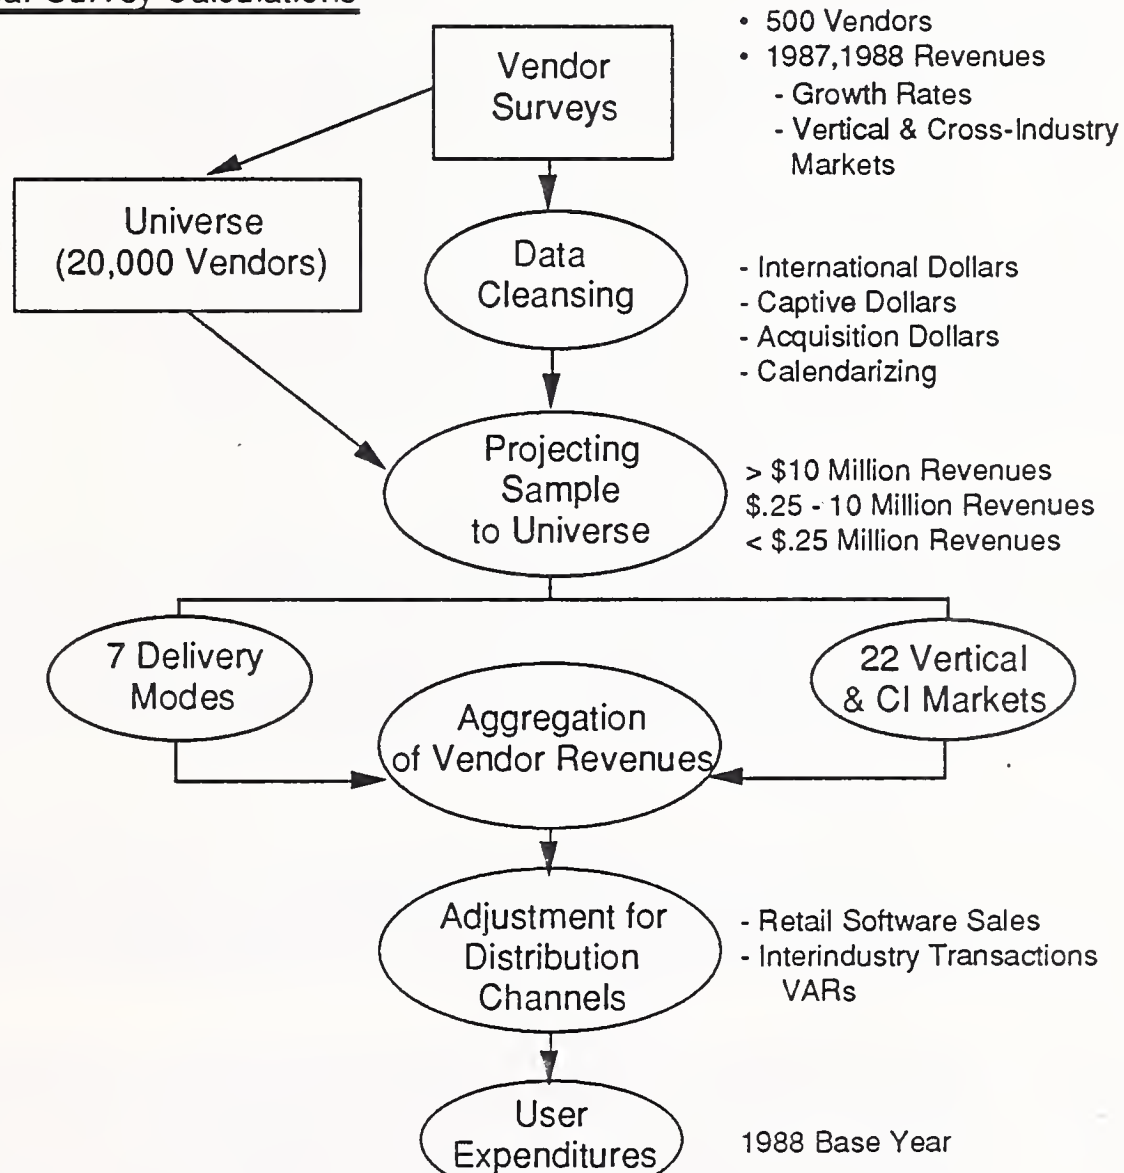 Survey Calculations
Vendor
Surveys
• 500 Vendors
• 1987,1988 Revenues
- Growth Rates
- Vertical & Cross-Industry
Markets
Universe
(20,000 Vendors)
Data
Cleansing
- International Dollars
- Captive Dollars
- Acquisition Dollars
- Calendarizing
Projecting
Sample
to Universe
> $10 Million Revenues
$.25 - 10 Million Revenues
< $.25 Million Revenues
7 Delivery
Modes
22 Vertical
& CI Markets
Aggregation
of Vendor Revenues
Adjustment for
Distribution
Channels
- Retail Software Sales
- Interindustry Transactions
VARs
User
Expenditures
1988 Base Year